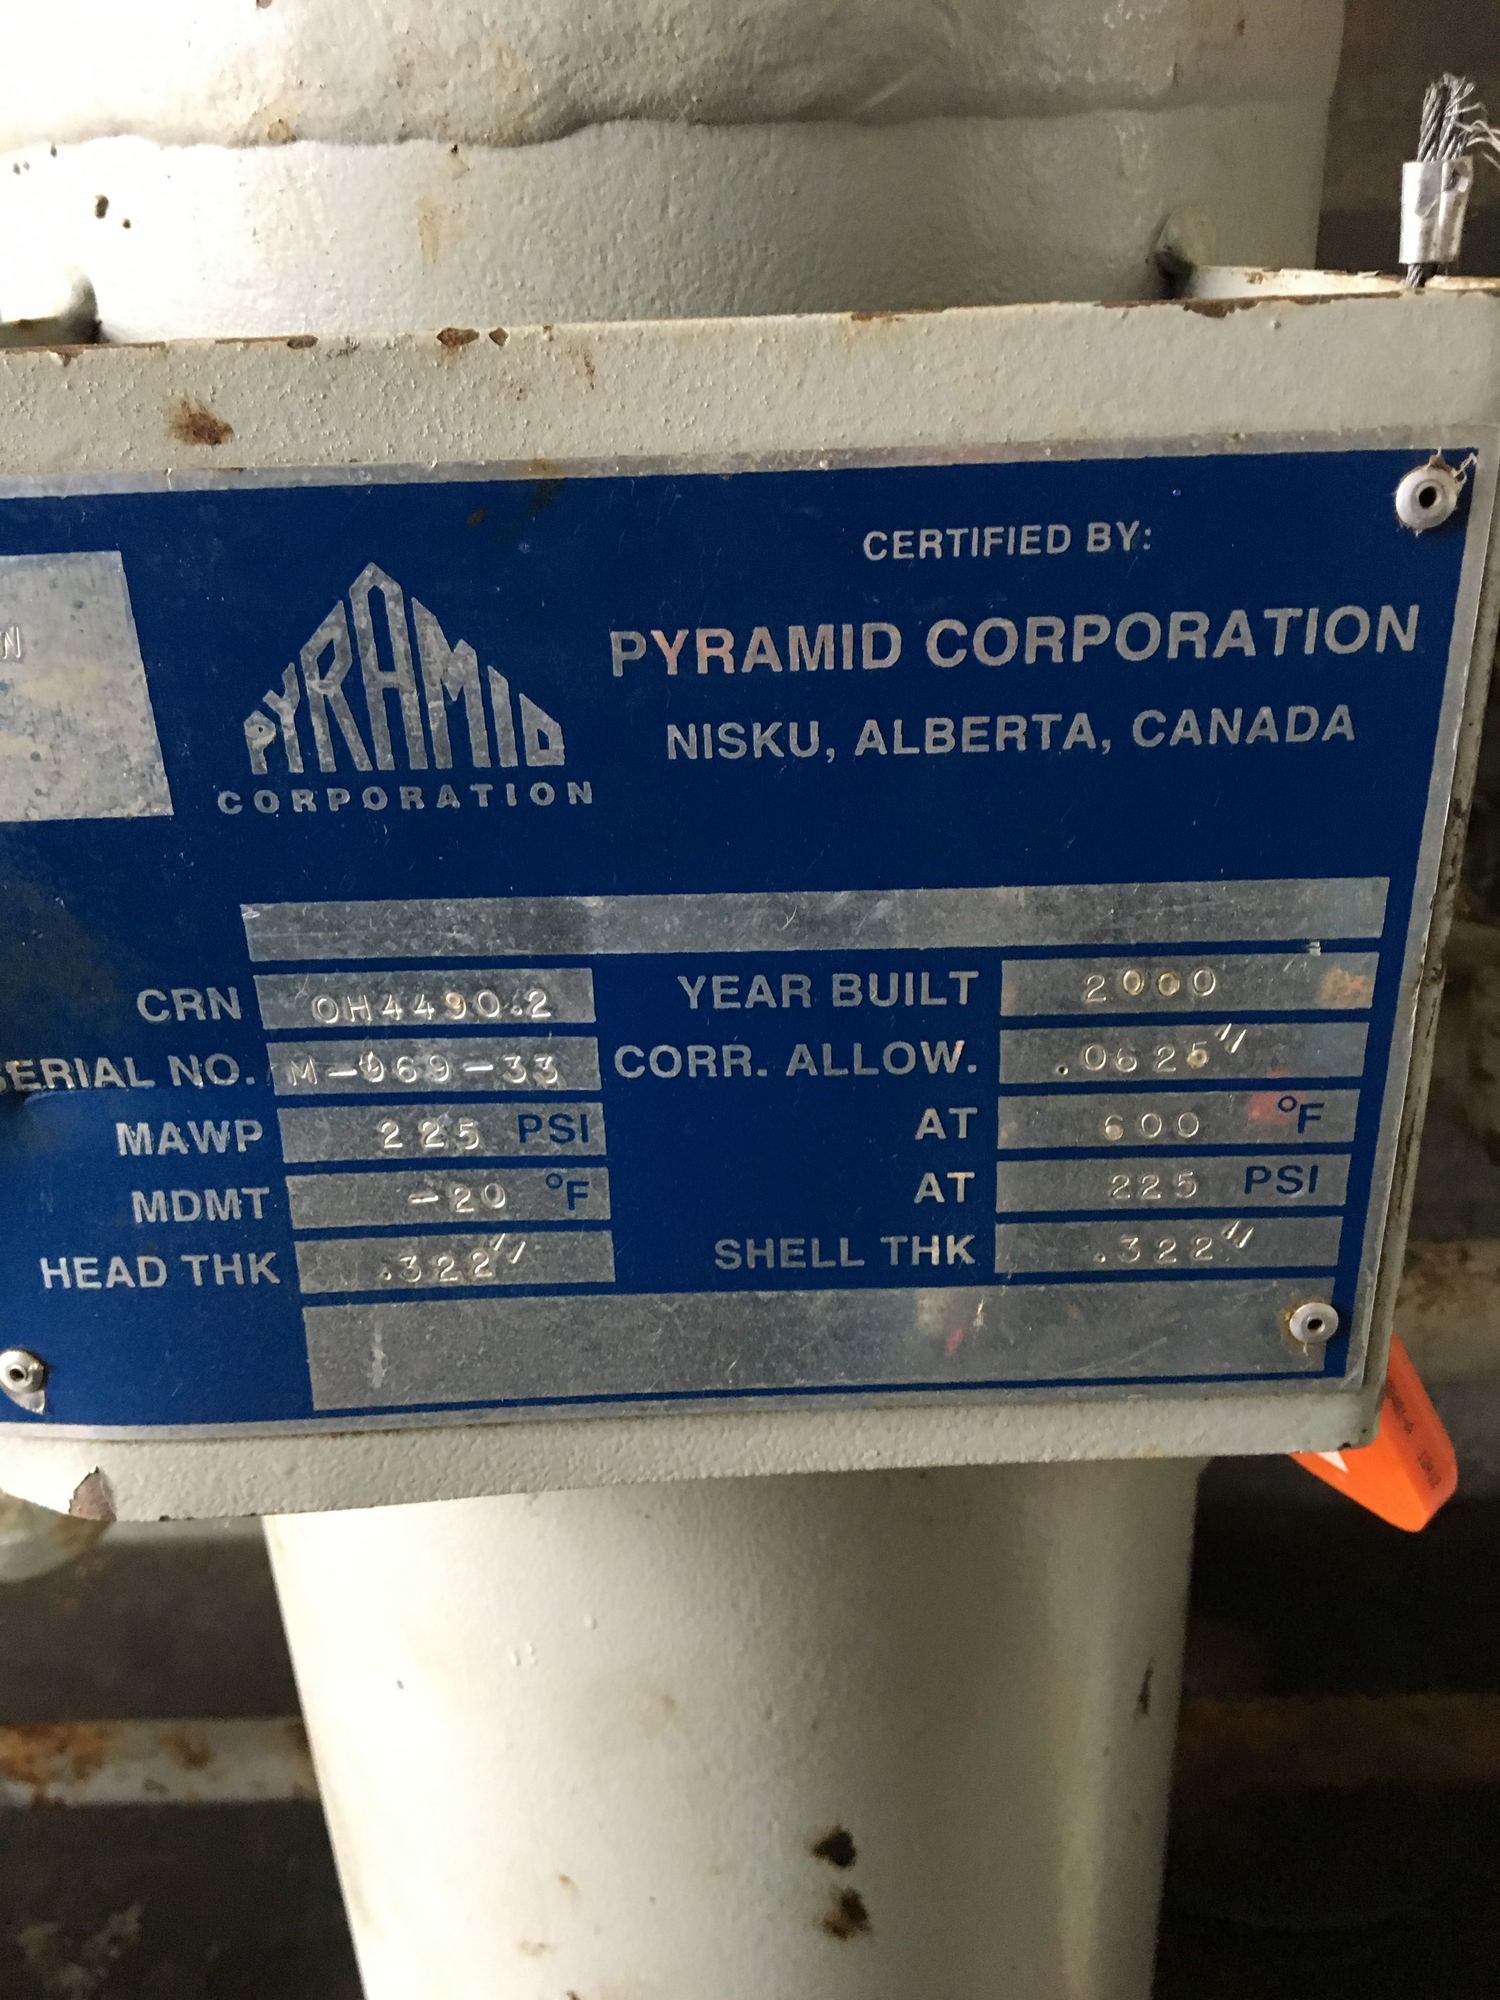 N
CERTIFIED BY:
PYRAMID
CORPORATION
PYRAMID CORPORATION
NISKU, ALBERTA, CANADA
CRN OH4490.2 YEAR BUILT 2000
SERIAL NO. M-969-33 CORR. ALLOW. .0625"
MAWP 225 PSI AT 600 °F
MDMT -20 °F AT 225 PSI
HEAD THK .322" SHELL THK .322"